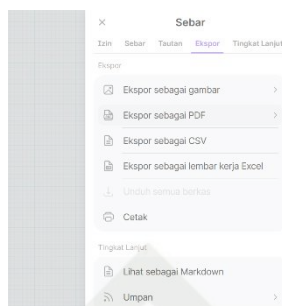 Sebar
Izin Sebar Tautan Ekspor Tingkat Lanjut
Ekspor
Ekspor sebagai gambar
Ekspor sebagai PDF
Ekspor sebagai CSV
Ekspor sebagai lembar kerja Excel
Unduh semua berkas
Cetak
Tingkat Lanjut
Lihat sebagai Markdown
Umpan